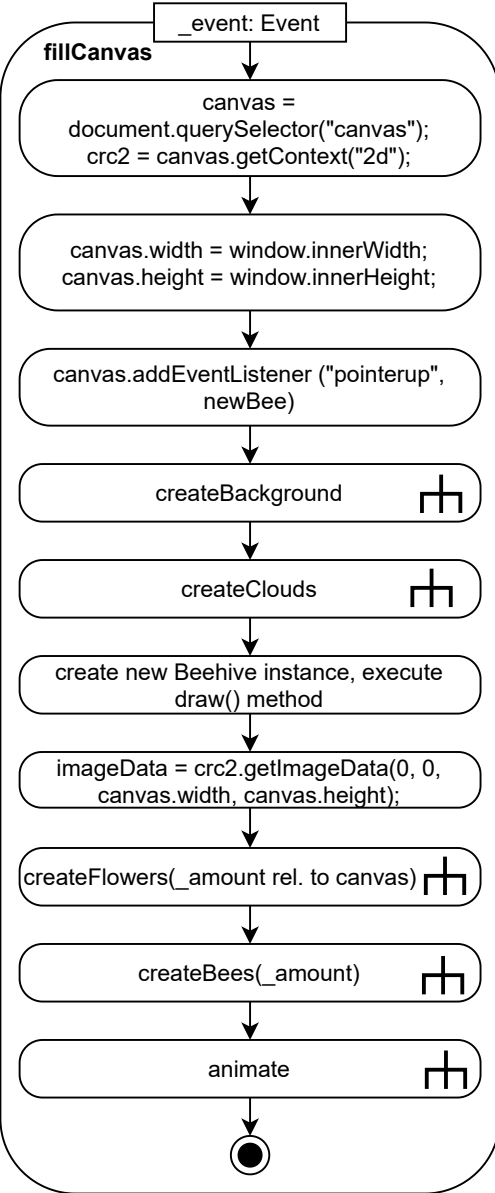 _event: Event
fillCanvas
canvas =
document.querySelector("canvas");
crc2 = canvas.getContext("2d");
canvas.width = window.innerWidth;
canvas.height = window.innerHeight;
canvas.addEventListener ("pointerup",
newBee)
createBackground
createClouds
create new Beehive instance, execute
draw() method
imageData = crc2.getImageData(0, 0,
canvas.width, canvas.height);
createFlowers(_amount rel. to canvas)
createBees(_amount)
animate